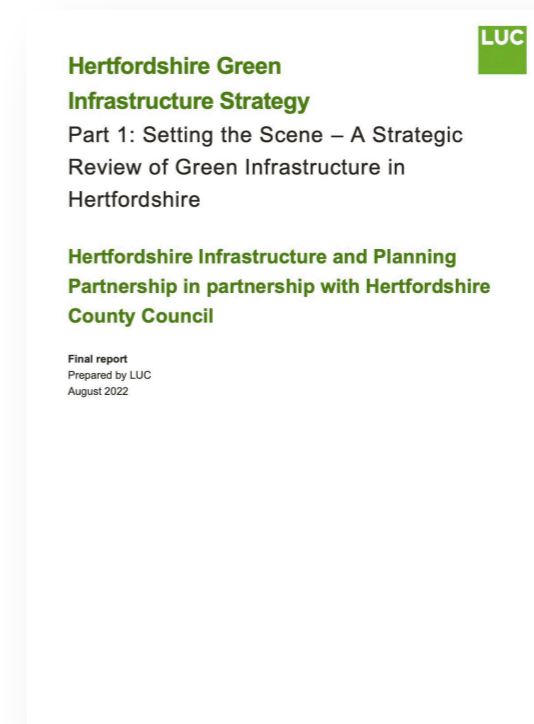 LUC
Hertfordshire Green
Infrastructure Strategy
Part 1: Setting the Scene – A Strategic
Review of Green Infrastructure in
Hertfordshire
Hertfordshire Infrastructure and Planning
Partnership in partnership with Hertfordshire
County Council
Final report
Prepared by LUC
August 2022